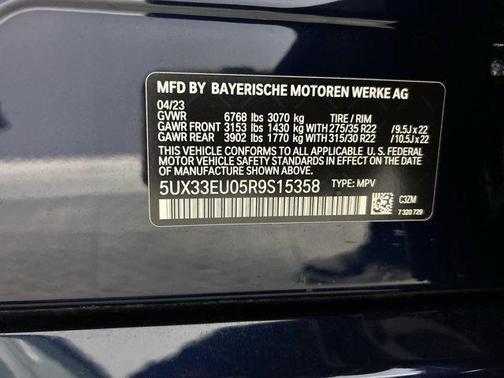 MFD BY BAYERISCHE MOTOREN WERKE AG
04/23
GVWR 6768 lbs 3070 kg TIRE / RIM
GAWR FRONT 3153 lbs 1430 kg WITH 275/35 R22 / 9.5J x 22
GAWR REAR 3902 lbs 1770 kg WITH 315/30 R22 / 10.5J x 22
THIS VEHICLE CONFORMS TO ALL APPLICABLE
U.S. FEDERAL MOTOR VEHICLE SAFETY STANDARDS
IN EFFECT ON THE DATE OF
MANUFACTURE SHOWN ABOVE.
5UX33EU05R9S15358 TYPE: MPV
C3ZM
7 320 729